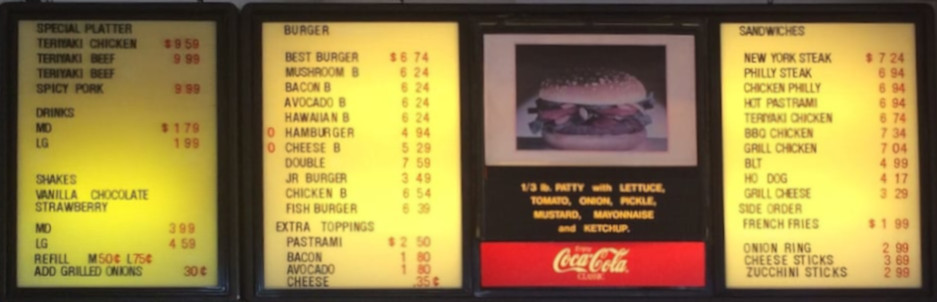 SPECIAL PLATTER
TERIYAKI CHICKEN $9 59
TERIYAKI BEEF 9 99
TERIYAKI BEEF
SPICY PORK 9 99
DRINKS
MD $1 79
LG 1 99
SHAKES
VANILLA CHOCOLATE
STRAWBERRY
MD 3 99
LG 4 59
REFILL M50¢ L75¢
ADD GRILLED ONIONS 30¢
BURGER
BEST BURGER $6 74
MUSHROOM B 6 24
BACON B 6 24
AVOCADO B 6 24
HAWAIIAN B 6 24
0 HAMBURGER 4 94
0 CHEESE B 5 29
DOUBLE 7 59
JR BURGER 3 49
CHICKEN B 6 54
FISH BURGER 6 39
EXTRA TOPPINGS
PASTRAMI $2 50
BACON 1 80
AVOCADO 1 80
CHEESE .35¢
1/3 lb. PATTY with LETTUCE,
TOMATO, ONION, PICKLE,
MUSTARD, MAYONNAISE
and KETCHUP.
Enjoy
Coca-Cola
CLASSIC
SANDWICHES
NEW YORK STEAK $7 24
PHILLY STEAK 6 94
CHICKEN PHILLY 6 94
HOT PASTRAMI 6 94
TERIYAKI CHICKEN 6 74
BBQ CHICKEN 7 34
GRILL CHICKEN 7 04
BLT 4 99
HO DOG 4 17
GRILL CHEESE 3 29
SIDE ORDER
FRENCH FRIES $1 99
ONION RING 2 99
CHEESE STICKS 3 69
ZUCCHINI STICKS 2 99